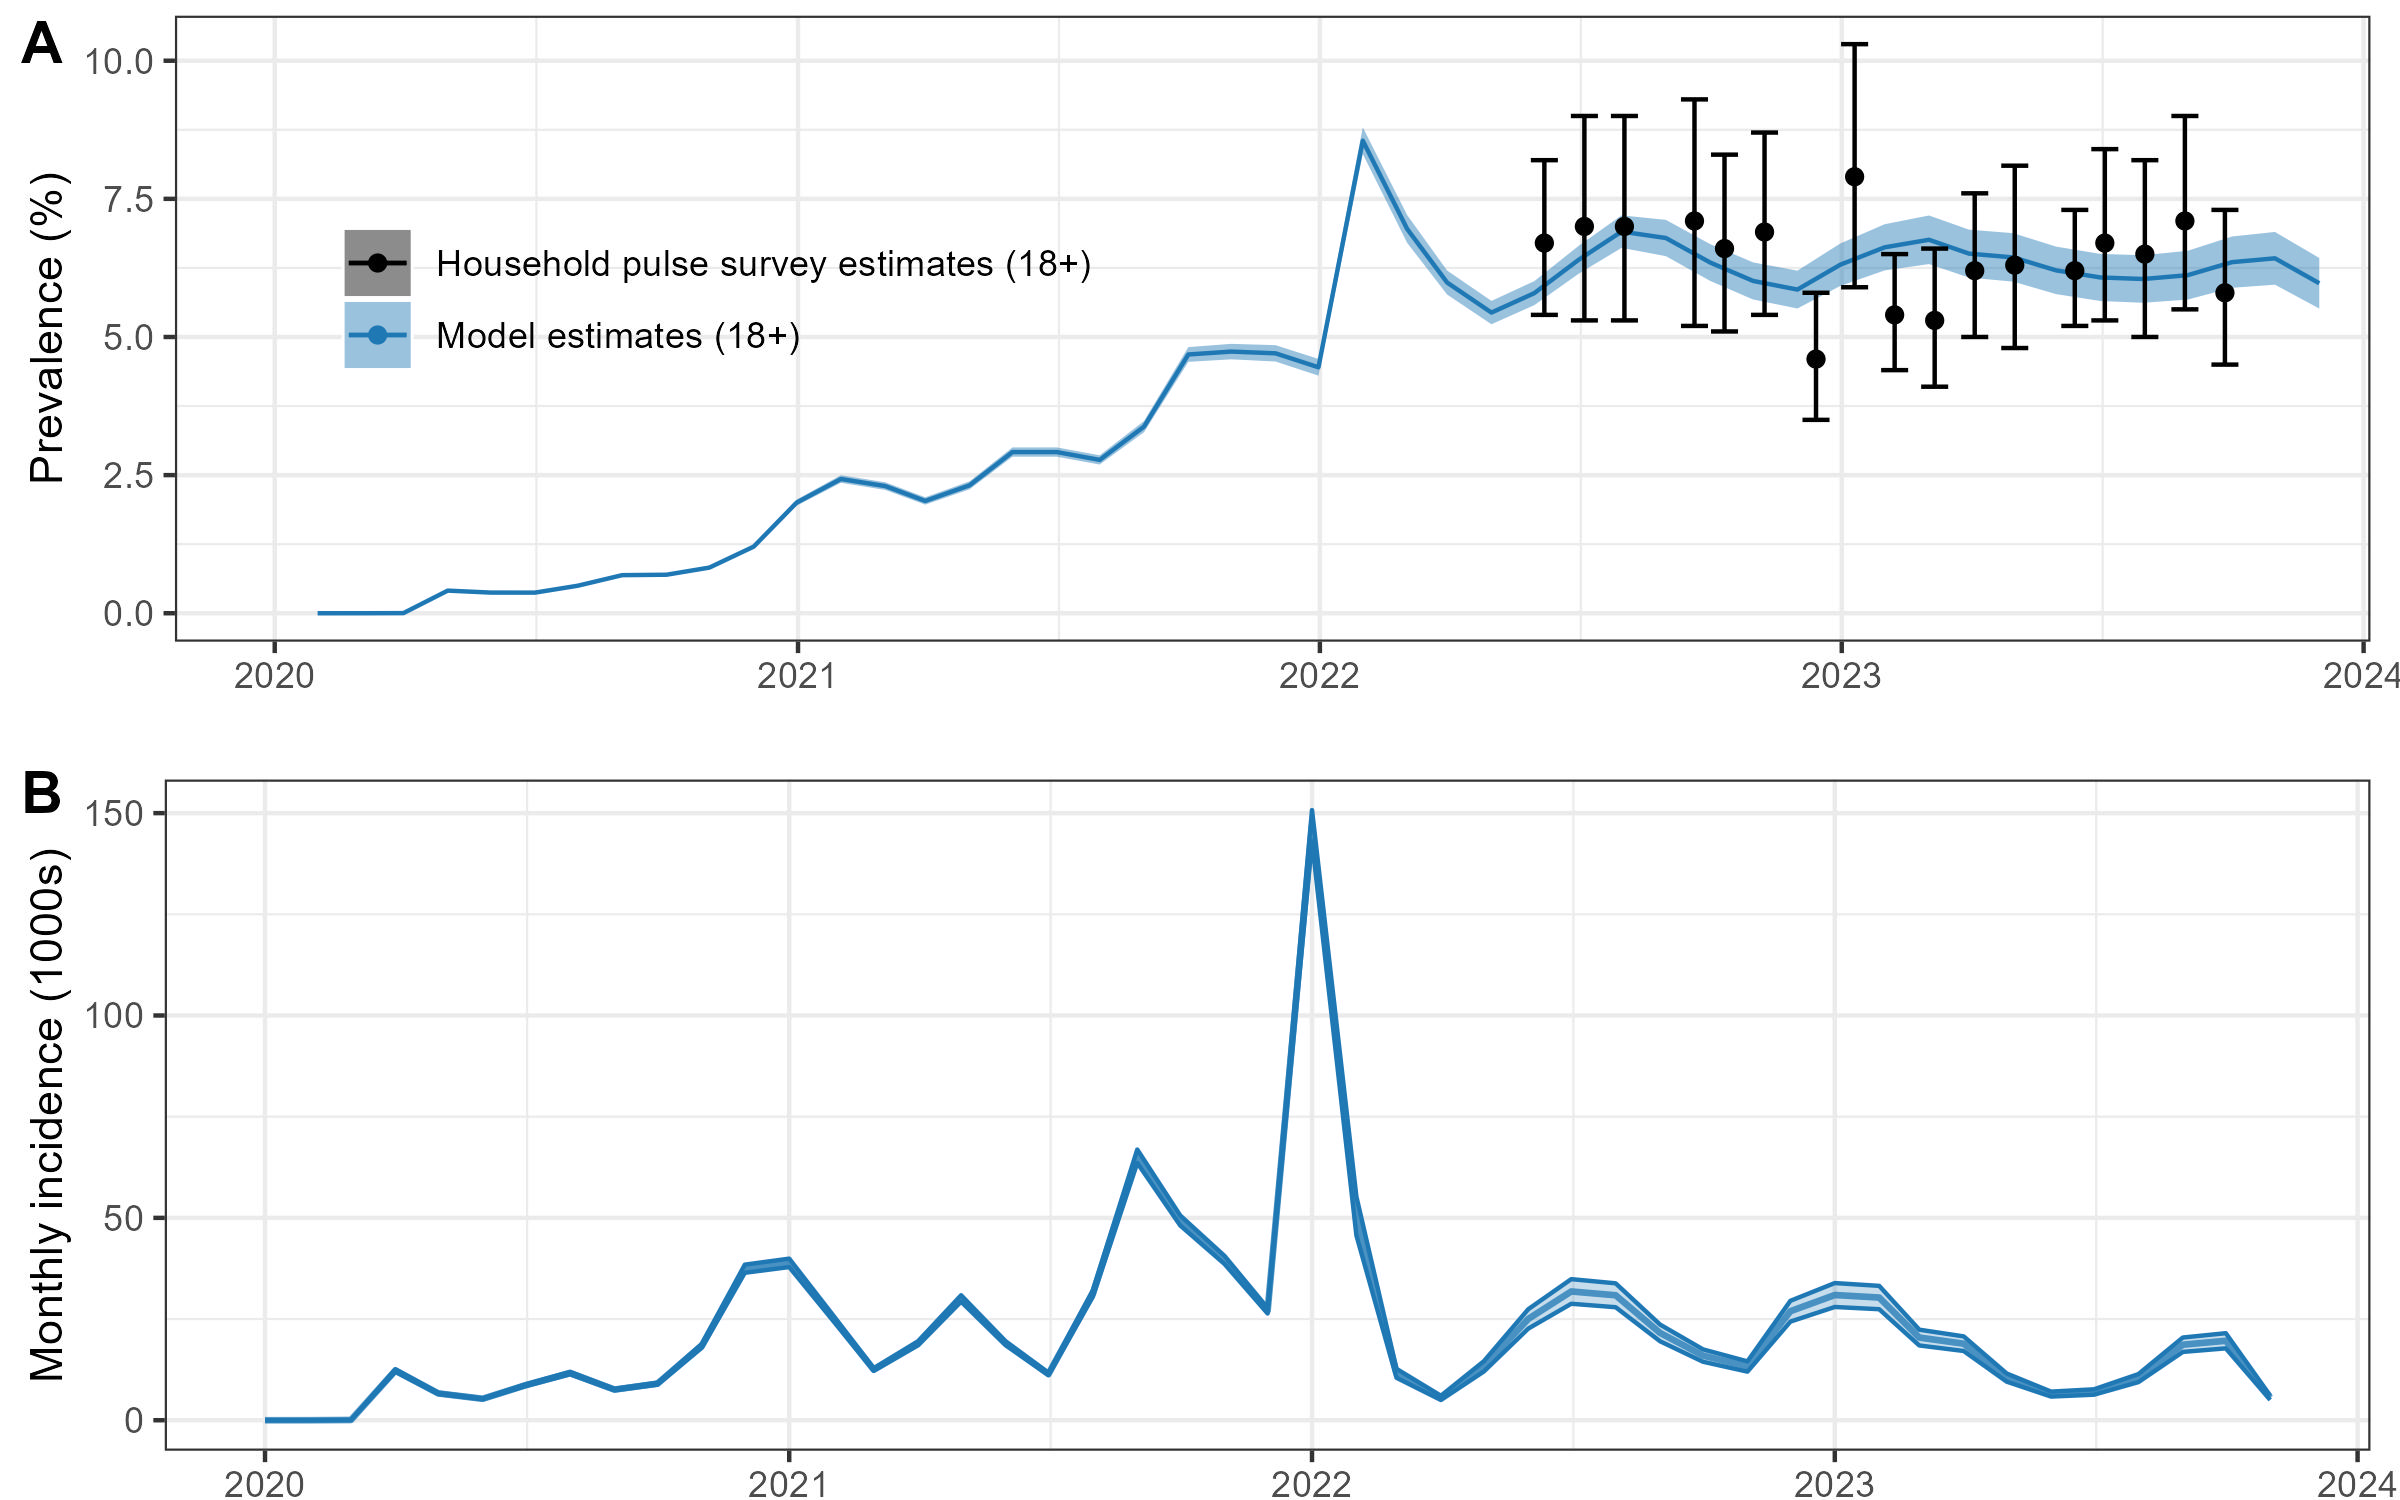 A
Prevalence (%)
10.0
7.5
5.0
2.5
0.0
Household pulse survey estimates (18+)
Model estimates (18+)
2020 2021 2022 2023 2024
B
Monthly incidence (1000s)
150
100
50
0
2020 2021 2022 2023 2024